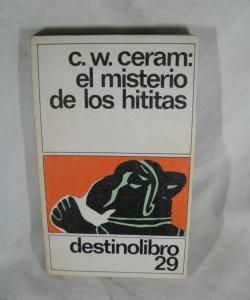 c. w. ceram:
el misterio
de los hititas
destinolibro
29